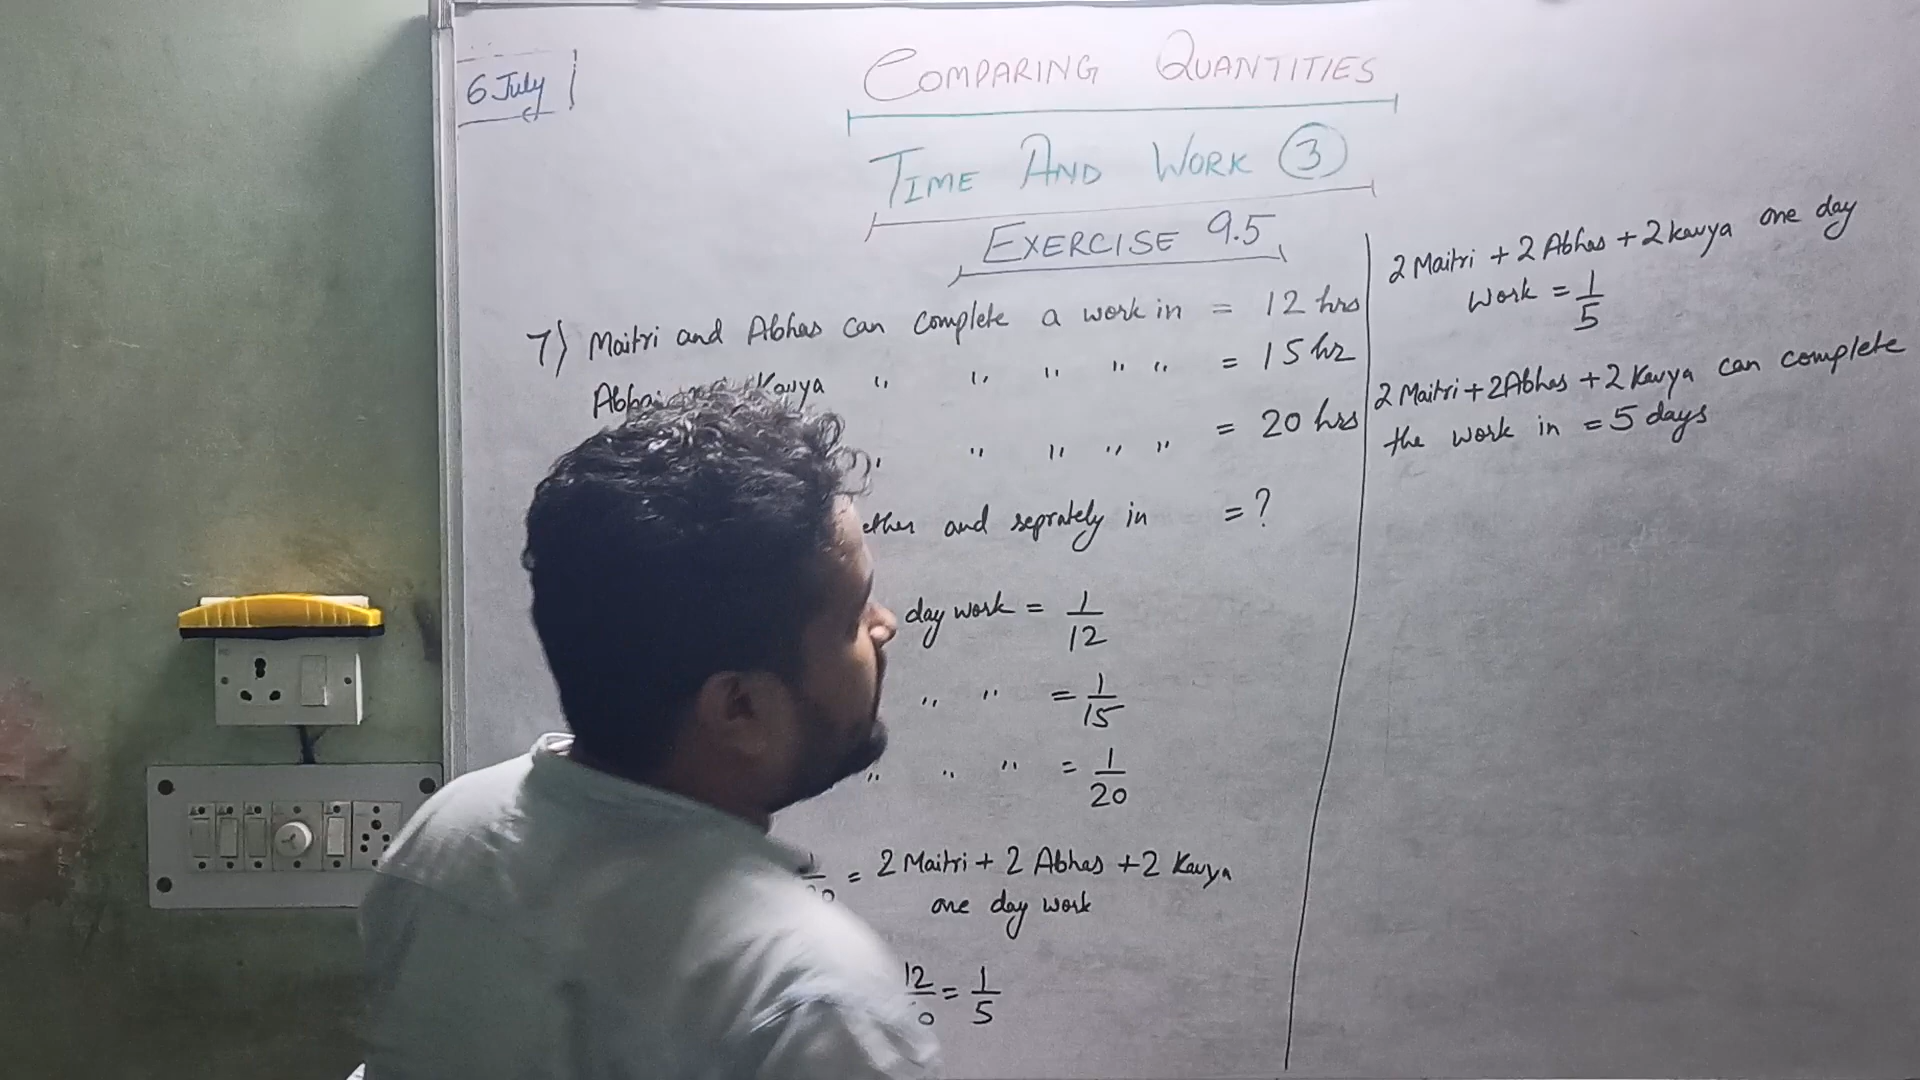 6 July
COMPARING QUANTITIES
TIME AND WORK 3
EXERCISE 9.5
7) Maitri and Abhas can complete a work in = 12 hrs
Kavya " " " " " = 15 hr
" " " " " = 20 hrs
and seprately in = ?
day work = 1/12
" " = 1/15
" " " = 1/20
= 2 Maitri + 2 Abhas + 2 Kavya
one day work
12 = 1/5
2 Maitri + 2 Abhas + 2 Kavya one day
work = 1/5
2 Maitri + 2 Abhas + 2 Kavya can complete
the work in = 5 days